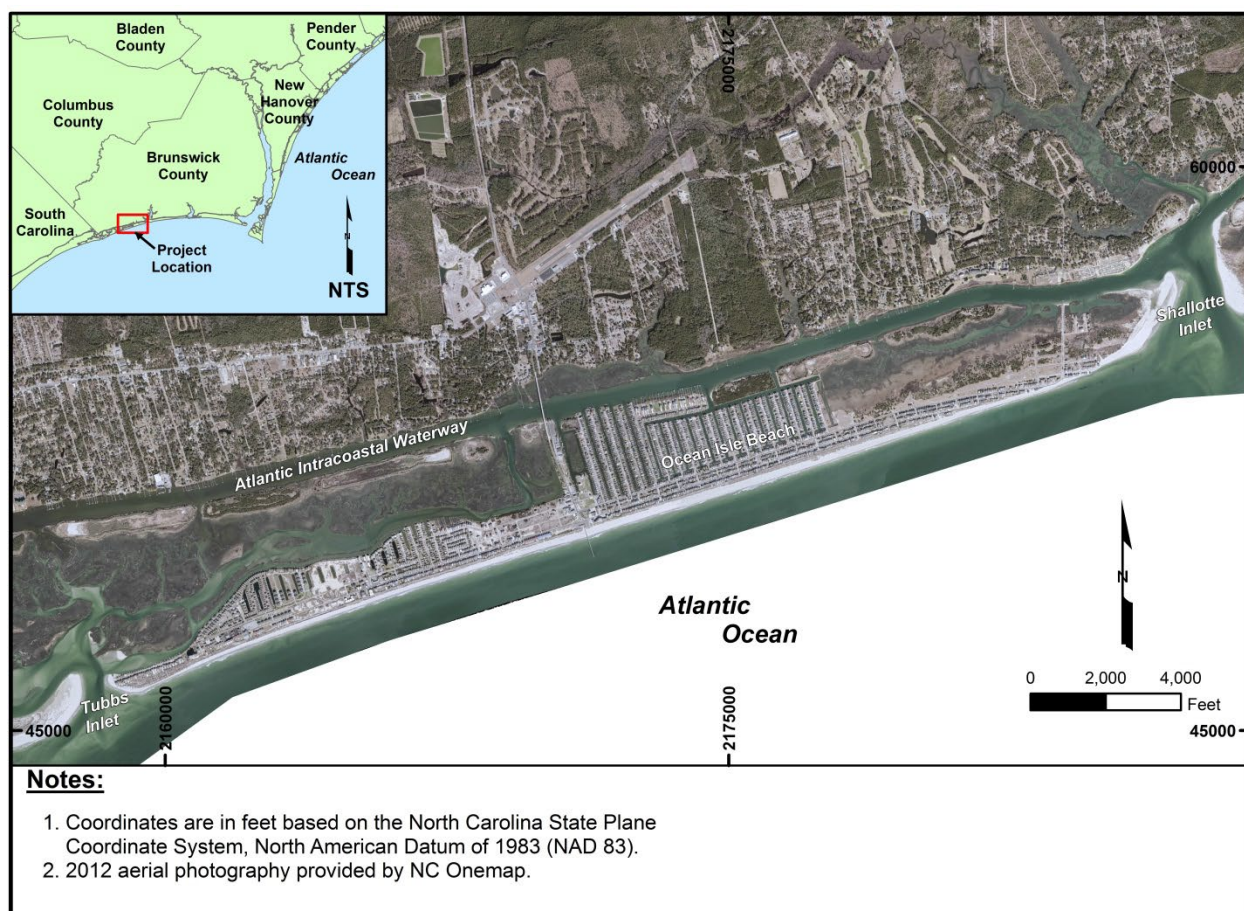 Bladen
County
Pender
County
New
Hanover
County
Columbus
County
Brunswick
County
Atlantic
Ocean
South
Carolina
Project
Location
N
NTS
2175000
60000
Shallotte
Inlet
Ocean Isle Beach
Atlantic Intracoastal Waterway
Atlantic
Ocean
N
0 2,000 4,000
Feet
Tubbs
Inlet
45000
2160000
2175000
45000
Notes:
1. Coordinates are in feet based on the North Carolina State Plane
Coordinate System, North American Datum of 1983 (NAD 83).
2. 2012 aerial photography provided by NC Onemap.